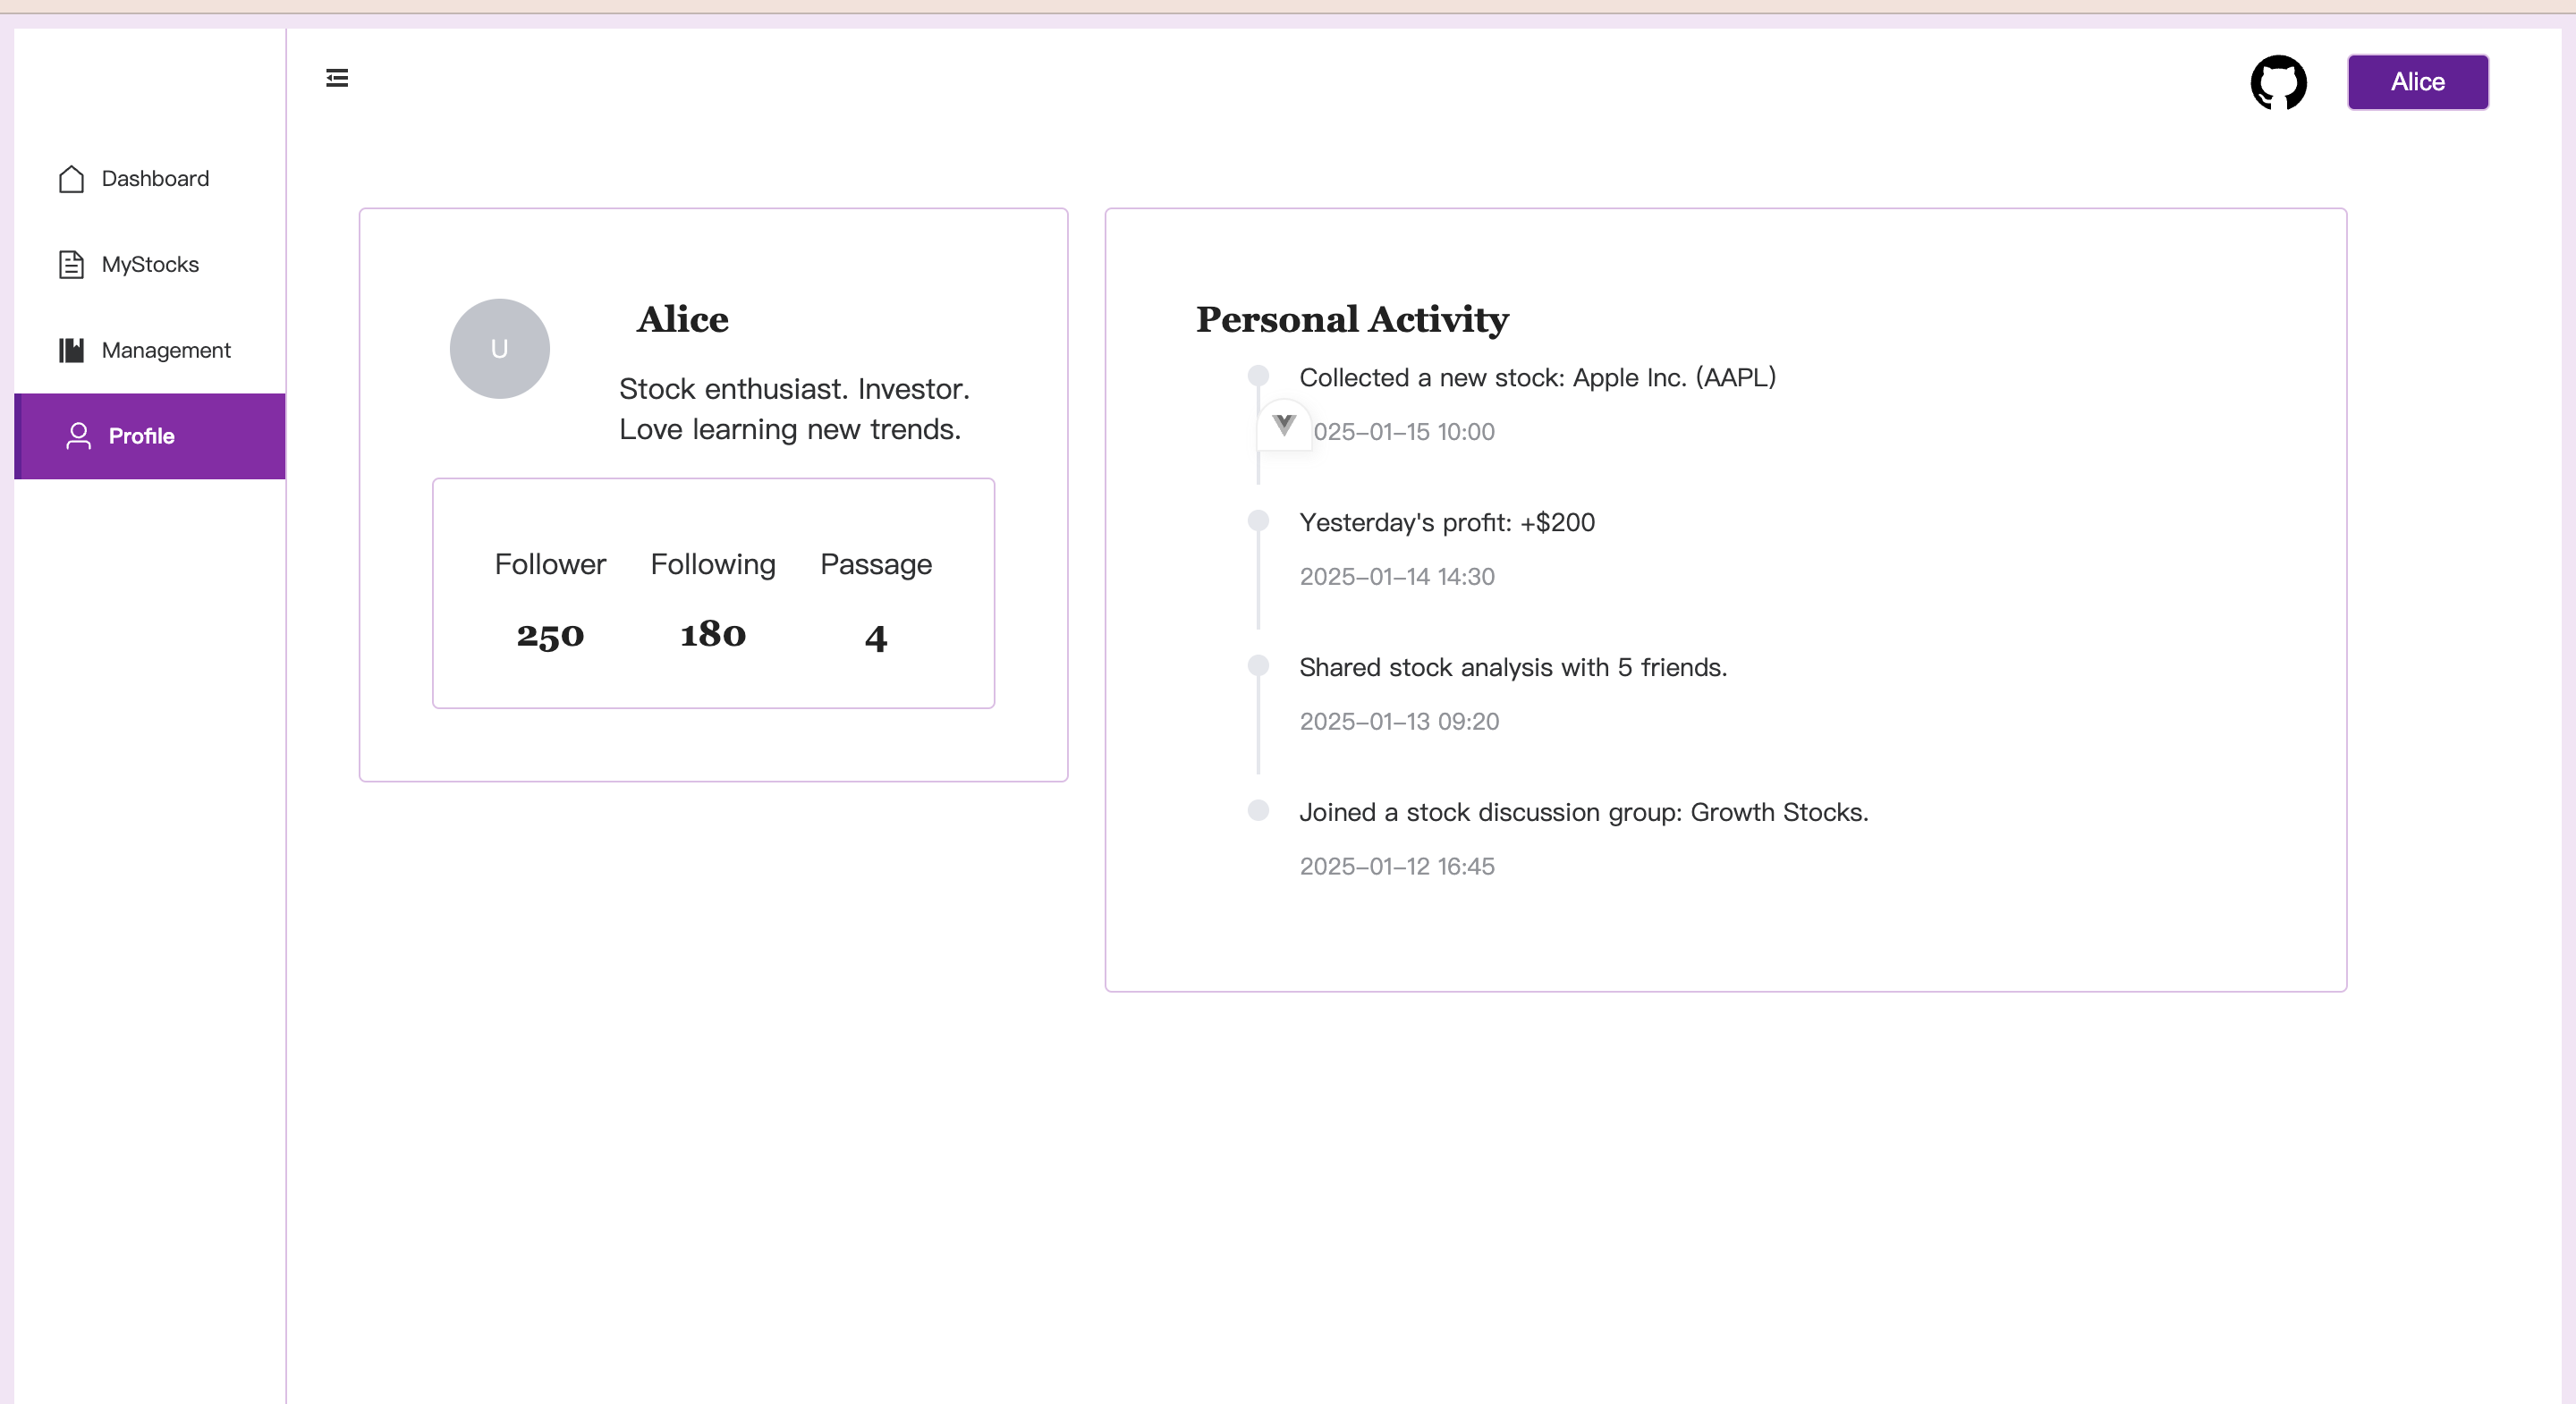 Alice
Dashboard
MyStocks
Management
Profile
U
Alice
Stock enthusiast. Investor.
Love learning new trends.
Follower Following Passage
250 180 4
Personal Activity
Collected a new stock: Apple Inc. (AAPL)
025-01-15 10:00
Yesterday's profit: +$200
2025-01-14 14:30
Shared stock analysis with 5 friends.
2025-01-13 09:20
Joined a stock discussion group: Growth Stocks.
2025-01-12 16:45